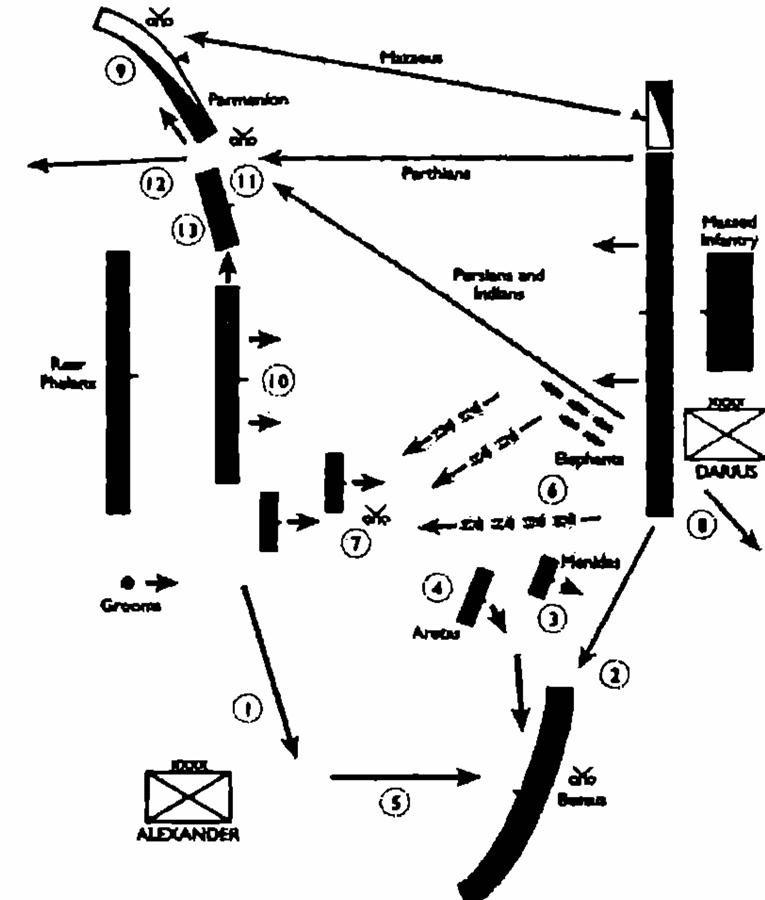 Mazaeus
9
Parmenion
Parthians
12
11
13
Massed
Infantry
Persians and
Indians
Rear
Phalanx
10
xxxx
DARIUS
Elephants
6
8
7
Menidas
4
3
Grooms
Aretas
2
1
xxxx
5
Bessus
ALEXANDER